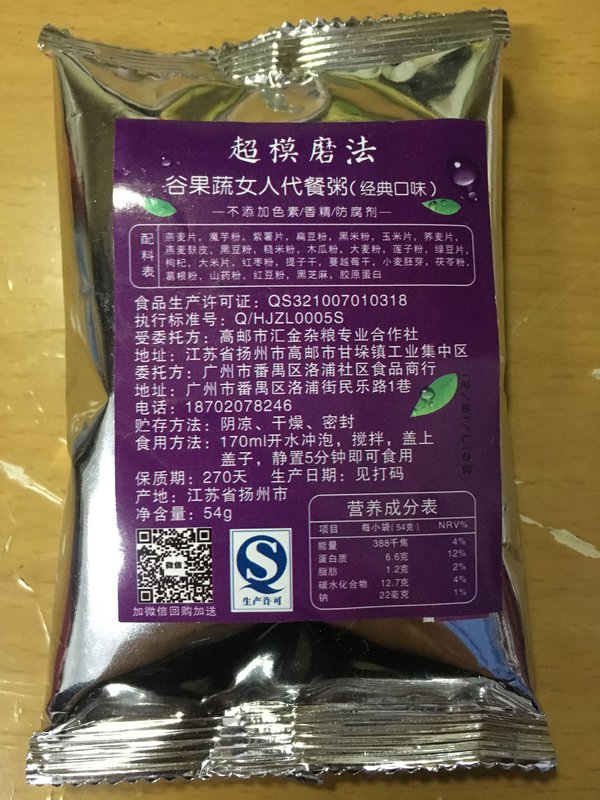 超模磨法
谷果蔬女人代餐粥(经典口味)
—不添加色素/香精/防腐剂—
配料表
燕麦片，魔芋粉，紫薯片，扁豆粉，黑米粉，玉米片，荞麦片，
燕麦麸皮、黑豆粉，糙米粉，木瓜粉，大麦粉，莲子粉，绿豆片，
枸杞，大米片，红枣粉，提子干，蔓越莓干，小麦胚芽，茯苓粉，
葛根粉，山药粉，红豆粉，黑芝麻，胶原蛋白
食品生产许可证：QS321007010318
执行标准号：Q/HJZL0005S
受委托方：高邮市汇金杂粮专业合作社
地址：江苏省扬州市高邮市甘垛镇工业集中区
委托方：广州市番禺区洛浦社区食品商行
地址：广州市番禺区洛浦街民乐路1巷
电话：18702078246
贮存方法：阴凉、干燥、密封
食用方法：170ml开水冲泡，搅拌，盖上
盖子，静置5分钟即可食用
保质期：270天 生产日期：见打码
产地：江苏省扬州市
净含量：54g
营养成分表
项目 每小袋(54克) NRV%
能量 388千焦 4%
蛋白质 6.6克 12%
脂肪 1.2克 2%
碳水化合物 12.7克 4%
钠 22毫克 1%
微信
加微信回购加送
S
生产许可